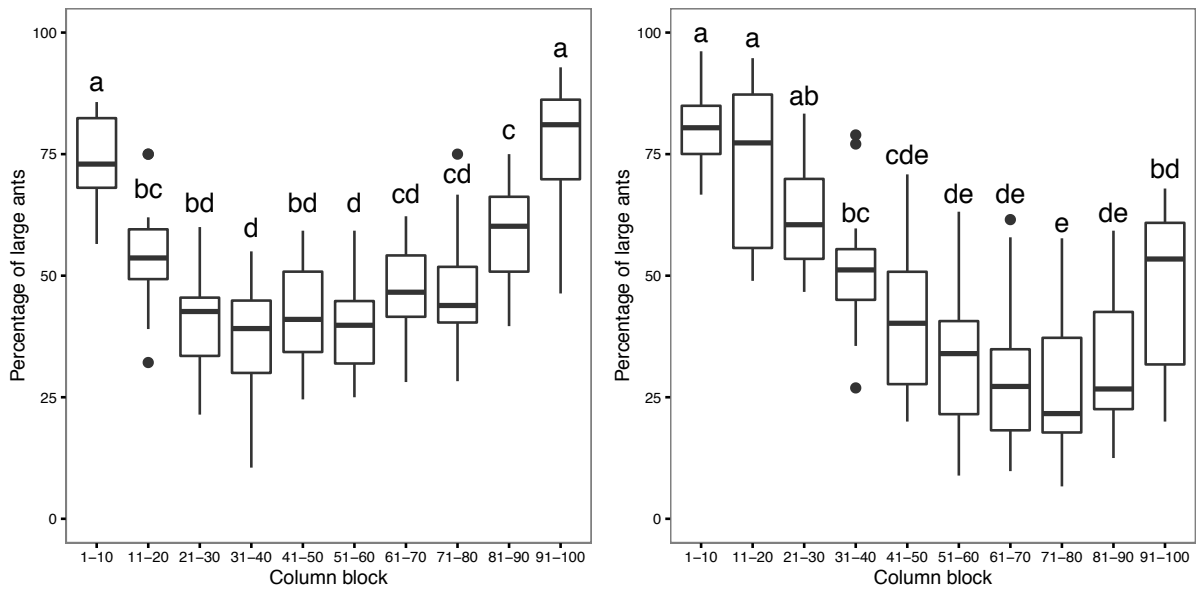 Percentage of large ants
100
75
50
25
0
a
bc
bd
d
bd
d
cd
cd
c
a
1−10 11−20 21−30 31−40 41−50 51−60 61−70 71−80 81−90 91−100
Column block
Percentage of large ants
100
75
50
25
0
a
a
ab
bc
cde
de
de
e
de
bd
1−10 11−20 21−30 31−40 41−50 51−60 61−70 71−80 81−90 91−100
Column block